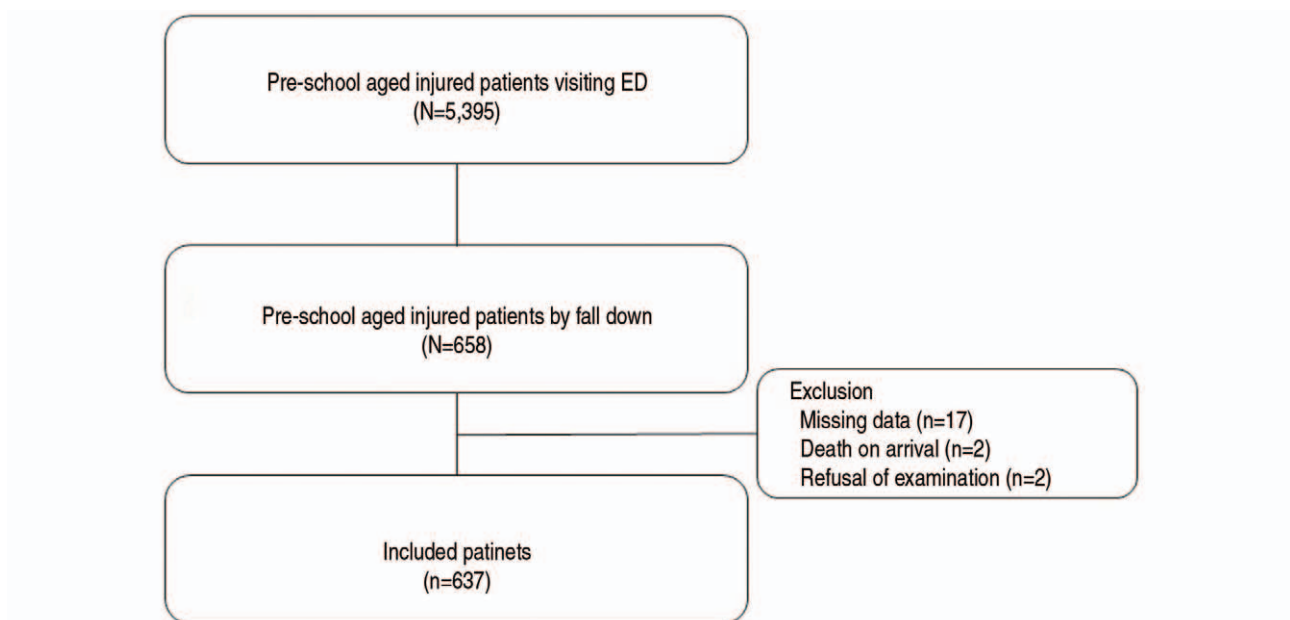 Pre-school aged injured patients visiting ED
(N=5,395)
Pre-school aged injured patients by fall down
(N=658)
Exclusion
Missing data (n=17)
Death on arrival (n=2)
Refusal of examination (n=2)
Included patinets
(n=637)